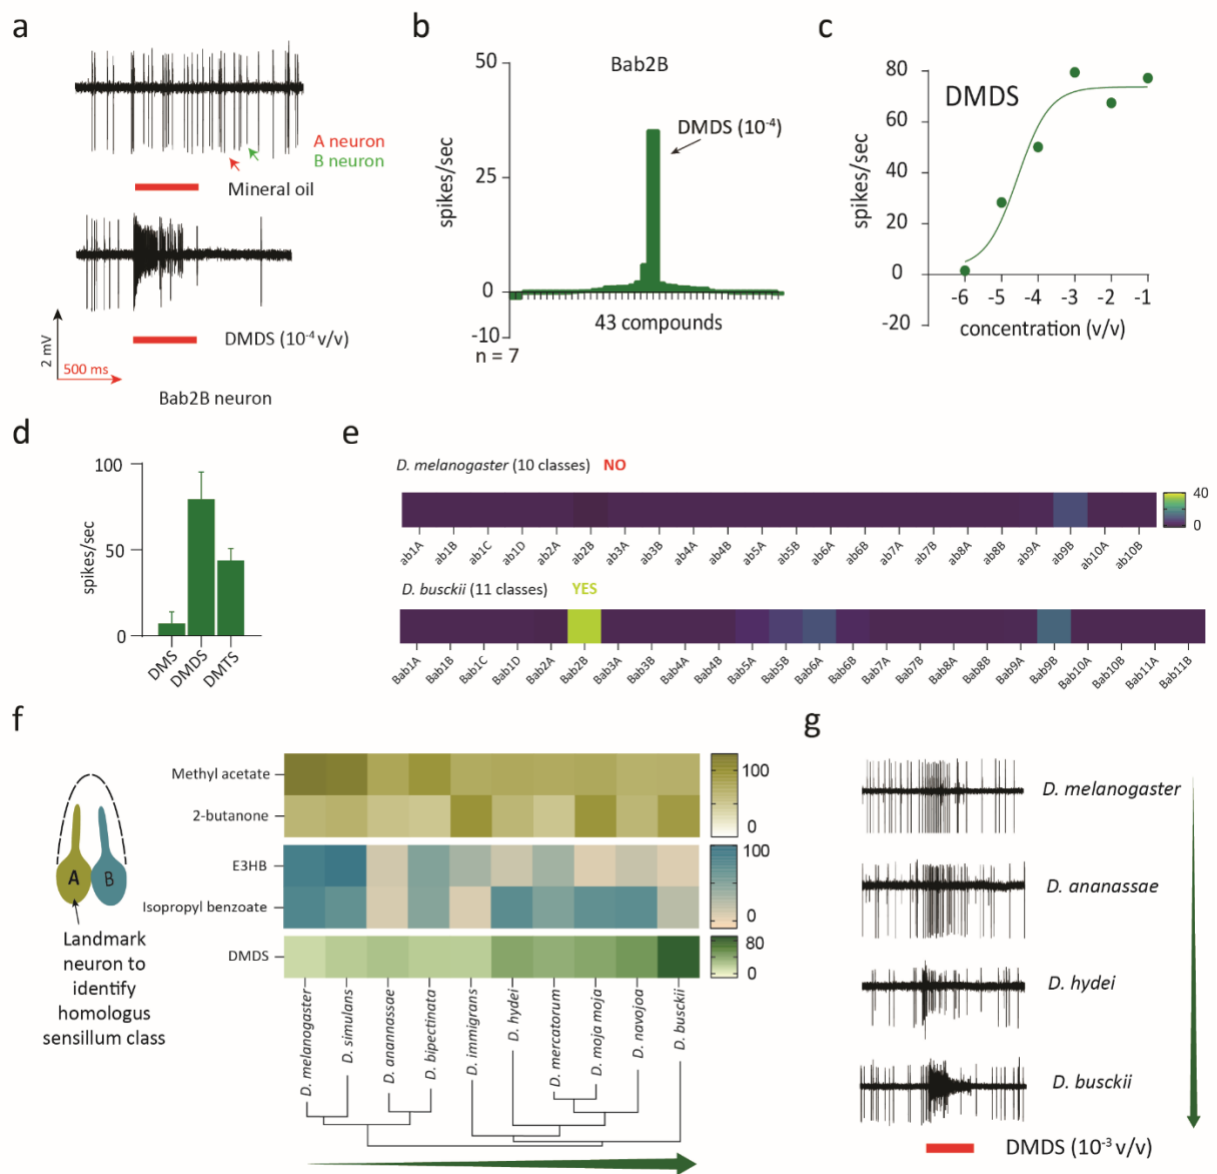 a
A neuron
B neuron
Mineral oil
DMDS (10-4 v/v)
2 mV
500 ms
Bab2B neuron
b
Bab2B
50
25
0
-10
spikes/sec
DMDS (10-4)
43 compounds
n = 7
c
DMDS
80
60
40
20
0
-20
spikes/sec
-6 -5 -4 -3 -2 -1
concentration (v/v)
d
100
50
0
spikes/sec
DMS DMDS DMTS
e
D. melanogaster (10 classes) NO
40
0
ab1A ab1B ab1C ab1D ab2A ab2B ab3A ab3B ab4A ab4B ab5A ab5B ab6A ab6B ab7A ab7B ab8A ab8B ab9A ab9B ab10A ab10B
D. busckii (11 classes) YES
Bab1A Bab1B Bab1C Bab1D Bab2A Bab2B Bab3A Bab3B Bab4A Bab4B Bab5A Bab5B Bab6A Bab6B Bab7A Bab7B Bab8A Bab8B Bab9A Bab9B Bab10A Bab10B Bab11A Bab11B
f
A B
Landmark
neuron to
identify
homologus
sensillum class
Methyl acetate
2-butanone
E3HB
Isopropyl benzoate
DMDS
100
0
100
0
80
0
D. melanogaster
D. simulans
D. anannassae
D. bipectinata
D. immigrans
D. hydei
D. mercatorum
D. moja moja
D. navojoa
D. busckii
g
D. melanogaster
D. ananassae
D. hydei
D. busckii
DMDS (10-3 v/v)